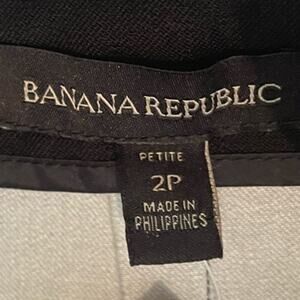 BANANA REPUBLIC
PETITE
2P
MADE IN
PHILIPPINES